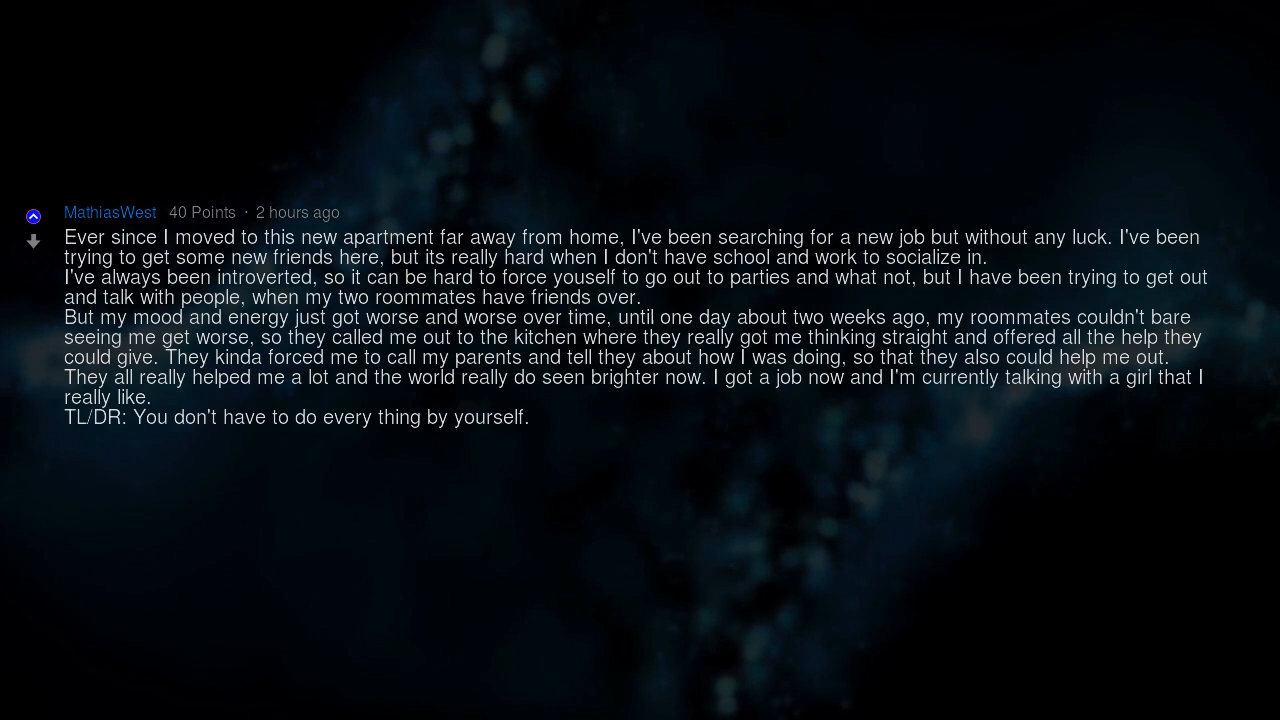 MathiasWest 40 Points · 2 hours ago
Ever since I moved to this new apartment far away from home, I've been searching for a new job but without any luck. I've been
trying to get some new friends here, but its really hard when I don't have school and work to socialize in.
I've always been introverted, so it can be hard to force youself to go out to parties and what not, but I have been trying to get out
and talk with people, when my two roommates have friends over.
But my mood and energy just got worse and worse over time, until one day about two weeks ago, my roommates couldn't bare
seeing me get worse, so they called me out to the kitchen where they really got me thinking straight and offered all the help they
could give. They kinda forced me to call my parents and tell they about how I was doing, so that they also could help me out.
They all really helped me a lot and the world really do seen brighter now. I got a job now and I'm currently talking with a girl that I
really like.
TL/DR: You don't have to do every thing by yourself.